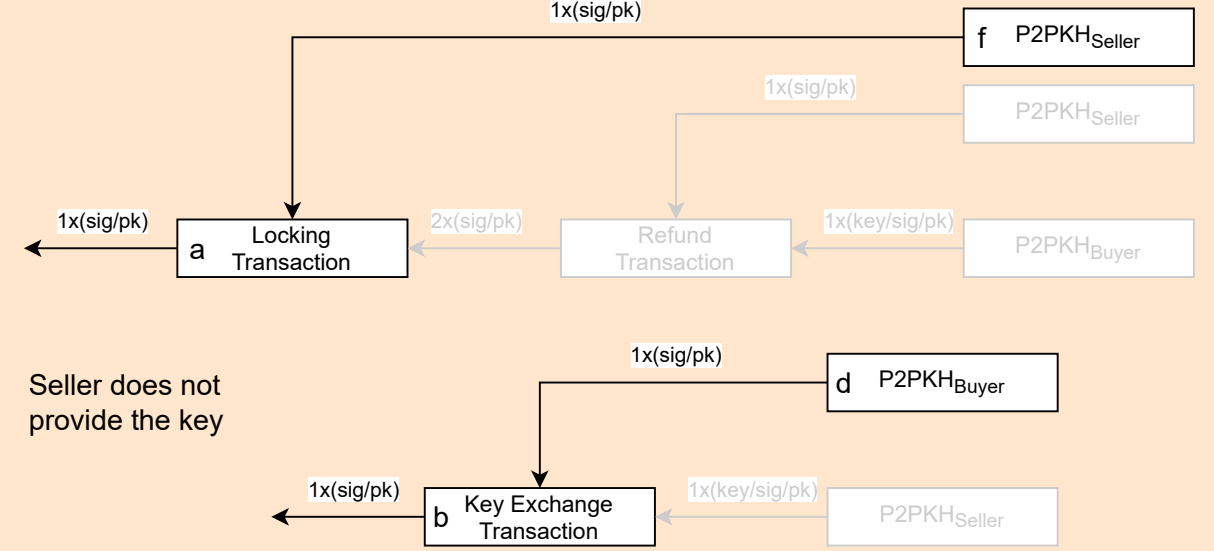 1x(sig/pk)
f P2PKHSeller
1x(sig/pk)
P2PKHSeller
1x(sig/pk)
a Locking
Transaction
2x(sig/pk)
Refund
Transaction
1x(key/sig/pk)
P2PKHBuyer
Seller does not
provide the key
1x(sig/pk)
d P2PKHBuyer
1x(sig/pk)
b Key Exchange
Transaction
1x(key/sig/pk)
P2PKHSeller